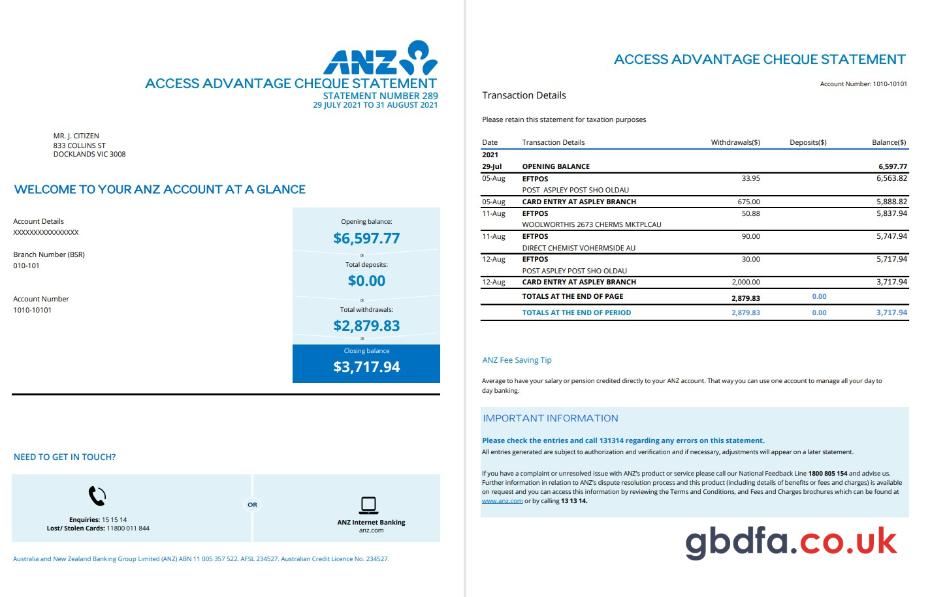 ANZ
ACCESS ADVANTAGE CHEQUE STATEMENT
STATEMENT NUMBER 289
29 JULY 2021 TO 31 AUGUST 2021
MR. J. CITIZEN
833 COLLINS ST
DOCKLANDS VIC 3008
WELCOME TO YOUR ANZ ACCOUNT AT A GLANCE
Account Details
XXXXXXXXXXXXXXXXX
Branch Number (BSR)
010-101
Account Number
1010-10101
Opening balance:
$6,597.77
Total deposits:
$0.00
Total withdrawals:
$2,879.83
Closing balance
$3,717.94
NEED TO GET IN TOUCH?
Enquiries: 15 15 14
Lost/ Stolen Cards: 11800 011 844
OR
ANZ Internet Banking
anz.com
Australia and New Zealand Banking Group Limited (ANZ) ABN 11 005 357 522. AFSL 234527. Australian Credit Licence No. 234527.
ACCESS ADVANTAGE CHEQUE STATEMENT
Account Number: 1010-10101
Transaction Details
Please retain this statement for taxation purposes
Date Transaction Details Withdrawals($) Deposits($) Balance($)
2021
29-Jul OPENING BALANCE 6,597.77
05-Aug EFTPOS 33.95 6,563.82
POST ASPLEY POST SHO OLDAU
05-Aug CARD ENTRY AT ASPLEY BRANCH 675.00 5,888.82
11-Aug EFTPOS 50.88 5,837.94
WOOLWORTHIS 2673 CHERMS MKTPLCAU
11-Aug EFTPOS 90.00 5,747.94
DIRECT CHEMIST VOHERMSIDE AU
12-Aug EFTPOS 30.00 5,717.94
POST ASPLEY POST SHO OLDAU
12-Aug CARD ENTRY AT ASPLEY BRANCH 2,000.00 3,717.94
TOTALS AT THE END OF PAGE 2,879.83 0.00
TOTALS AT THE END OF PERIOD 2,879.83 0.00 3,717.94
ANZ Fee Saving Tip
Average to have your salary or pension credited directly to your ANZ account. That way you can use one account to manage all your day to
day banking.
IMPORTANT INFORMATION
Please check the entries and call 131314 regarding any errors on this statement.
All entries generated are subject to authorization and verification and if necessary, adjustments will appear on a later statement.
If you have a complaint or unresolved issue with ANZ's product or service please call our National Feedback Line 1800 805 154 and advise us.
Further information in relation to ANZ's dispute resolution process and this product (including details of benefits or fees and charges) is available
on request and you can access this information by reviewing the Terms and Conditions, and Fees and Charges brochures which can be found at
www.anz.com or by calling 13 13 14.
gbdfa.co.uk